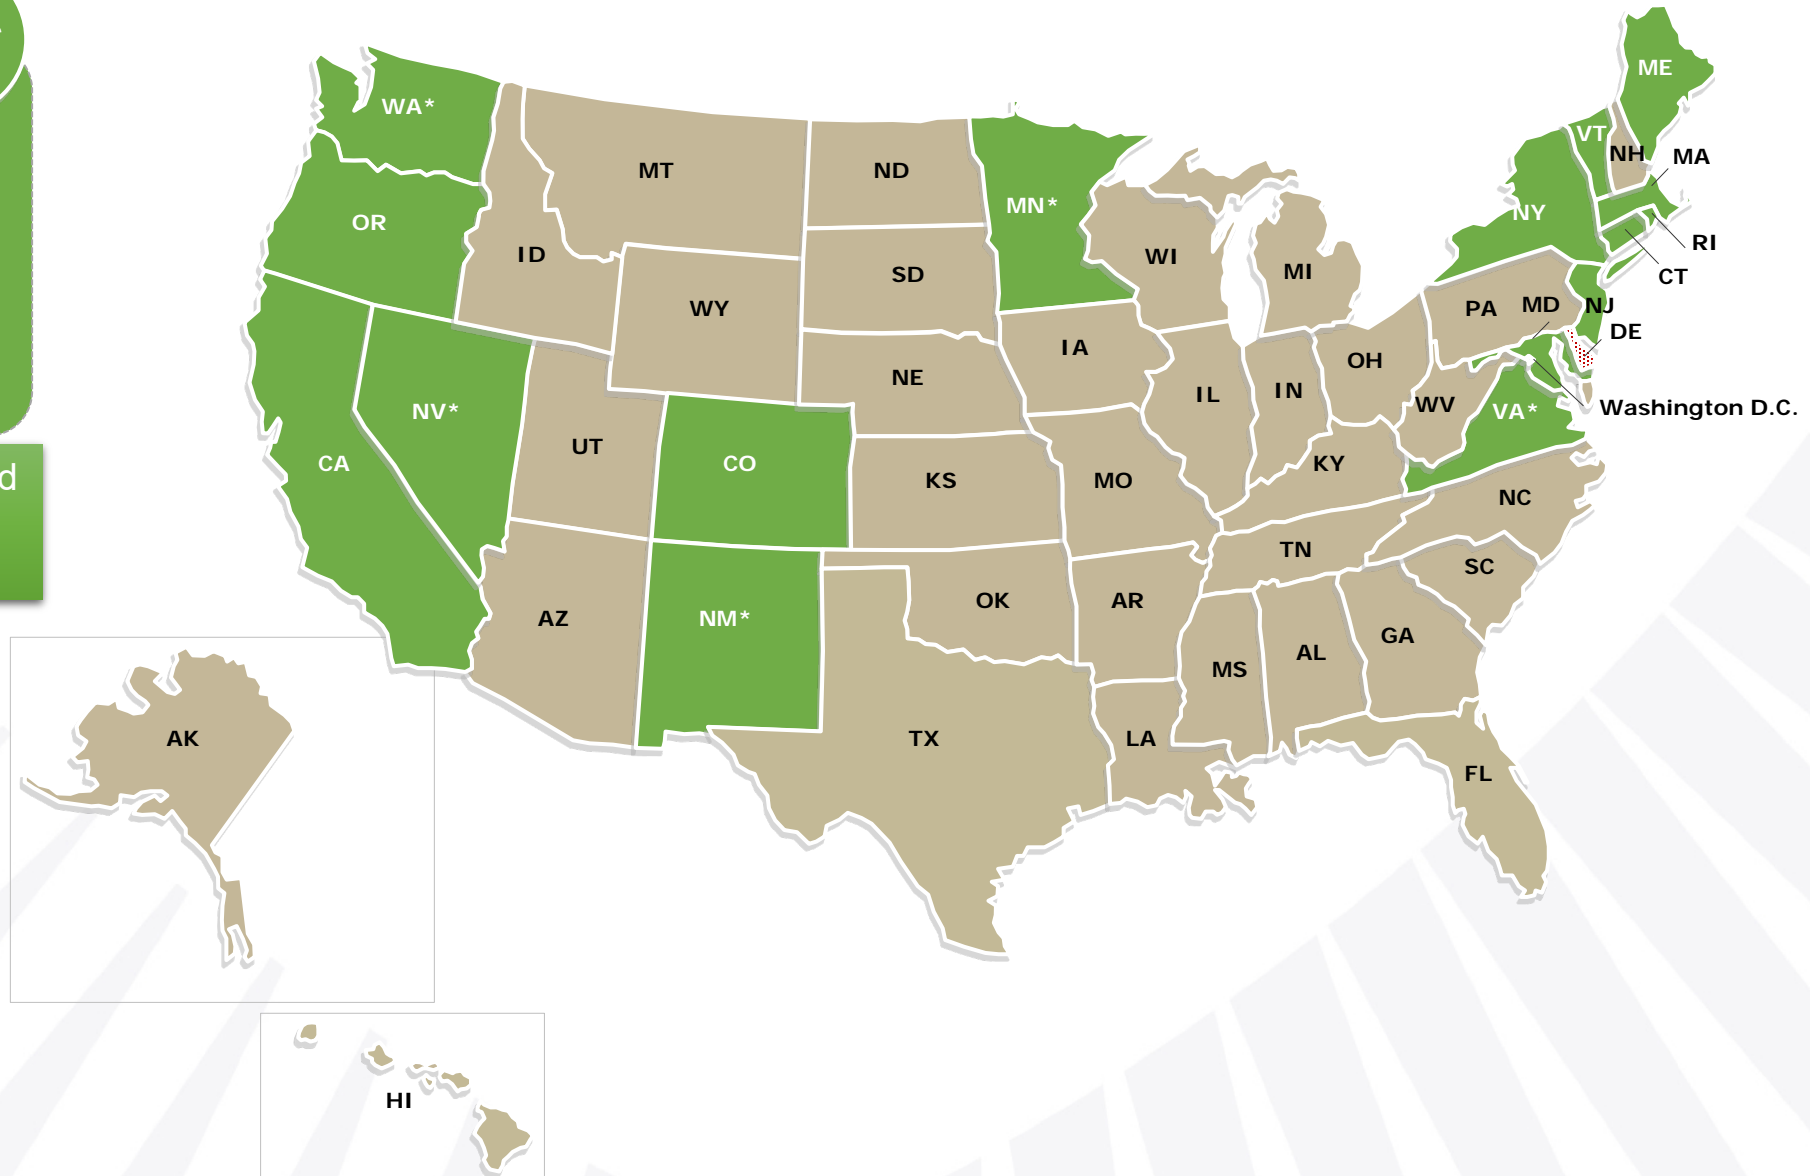 ME
WA*
VT
NH
MA
MT
ND
MN*
OR
NY
RI
ID
WI
MI
CT
SD
WY
PA
MD
NJ
DE
IA
OH
NE
IL
IN
WV
VA*
Washington D.C.
NV*
UT
CO
CA
KY
d
KS
MO
NC
TN
SC
AZ
NM*
OK
AR
GA
MS
AL
AK
TX
LA
FL
HI